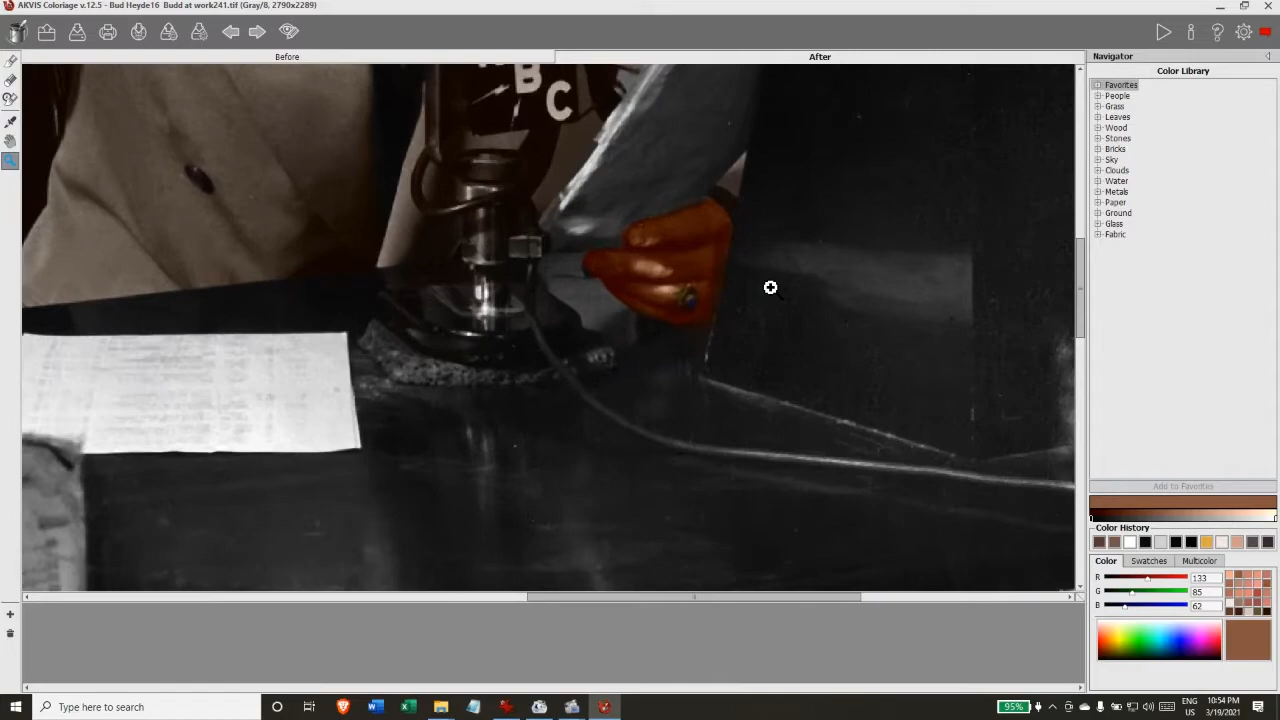 AKVIS Coloriage v.12.5 - Bud Heyde16 Budd at work241.tif (Gray/8, 2790x2289)
Before
After
B
C
Navigator
Color Library
Favorites
People
Grass
Leaves
Wood
Stones
Bricks
Sky
Clouds
Water
Metals
Paper
Ground
Glass
Fabric
Add to Favorites
Color History
Color Swatches Multicolor
R 133
G 85
B 62
Type here to search
95%
ENG
US
10:54 PM
3/19/2021